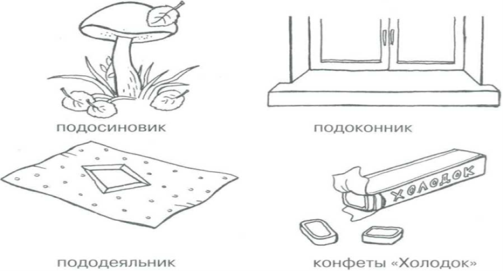 подосиновик
подоконник
ХОЛОДОК
пододеяльник
конфеты «Холодок»